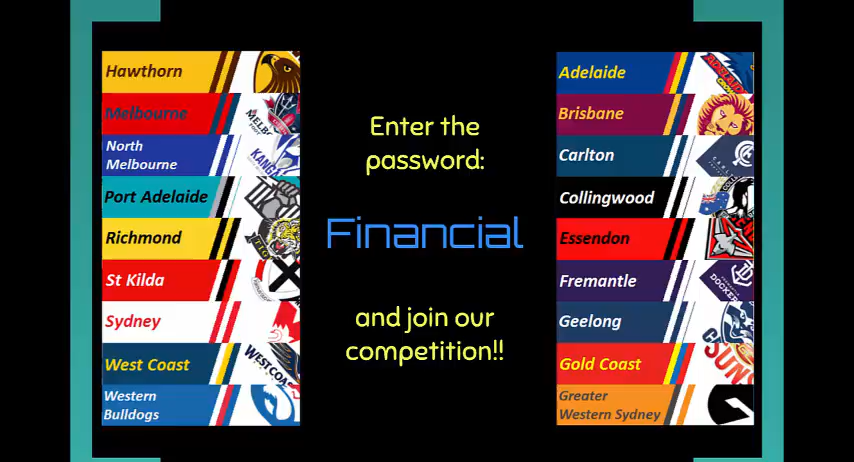 Hawthorn
Melbourne
North
Melbourne
Port Adelaide
Richmond
St Kilda
Sydney
West Coast
Western
Bulldogs
Enter the
password:
Financial
and join our
competition!!
Adelaide
Brisbane
Carlton
Collingwood
Essendon
Fremantle
Geelong
Gold Coast
Greater
Western Sydney